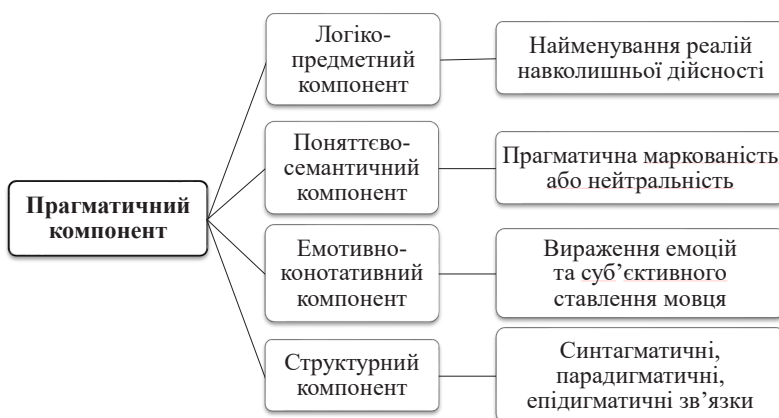 Прагматичний
компонент
Логіко-
предметний
компонент
Найменування реалій
навколишньої дійсності
Поняттєво-
семантичний
компонент
Прагматична маркованість
або нейтральність
Емотивно-
конотативний
компонент
Вираження емоцій
та суб’єктивного
ставлення мовця
Структурний
компонент
Синтагматичні,
парадигматичні,
епідигматичні зв’язки